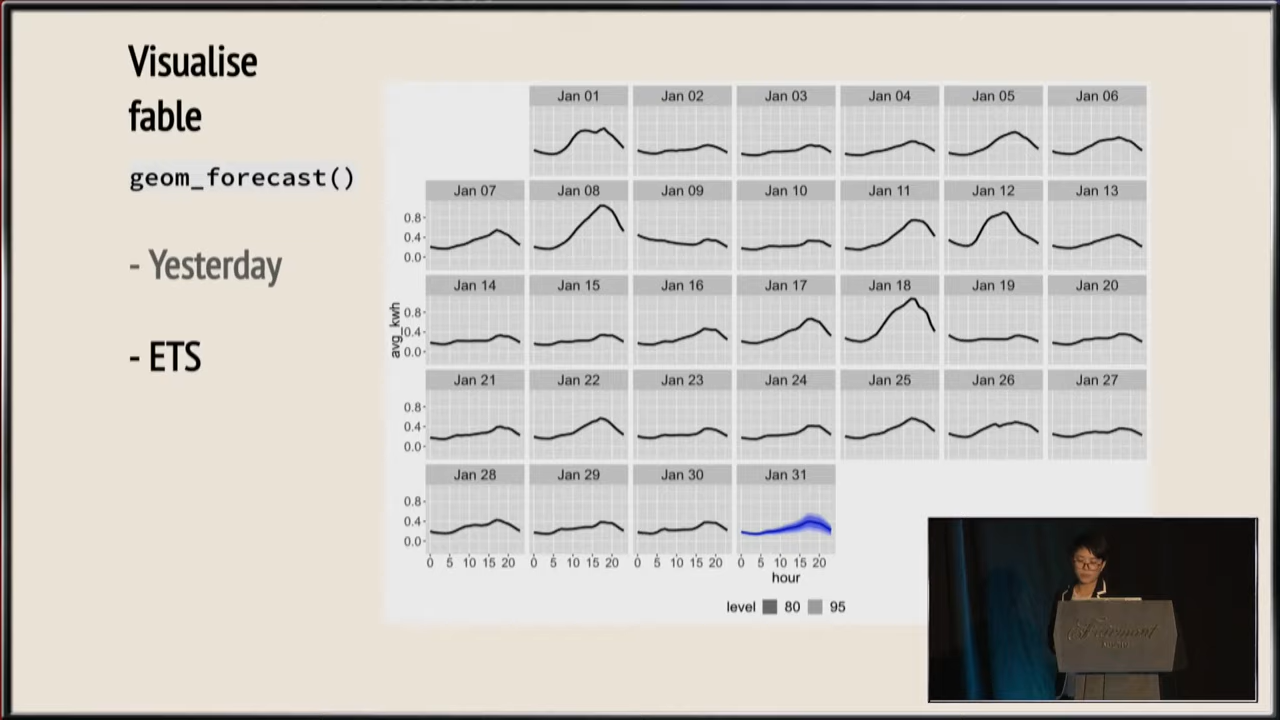 Visualise
fable
geom_forecast()
- Yesterday
- ETS
Jan 01 Jan 02 Jan 03 Jan 04 Jan 05 Jan 06
Jan 07 Jan 08 Jan 09 Jan 10 Jan 11 Jan 12 Jan 13
0.8
0.4
0.0
Jan 14 Jan 15 Jan 16 Jan 17 Jan 18 Jan 19 Jan 20
avg_kwh
0.8
0.4
0.0
Jan 21 Jan 22 Jan 23 Jan 24 Jan 25 Jan 26 Jan 27
0.8
0.4
0.0
Jan 28 Jan 29 Jan 30 Jan 31
0.8
0.4
0.0
0 5 10 15 20 0 5 10 15 20 0 5 10 15 20 0 5 10 15 20
hour
level 80 95
Fairmont